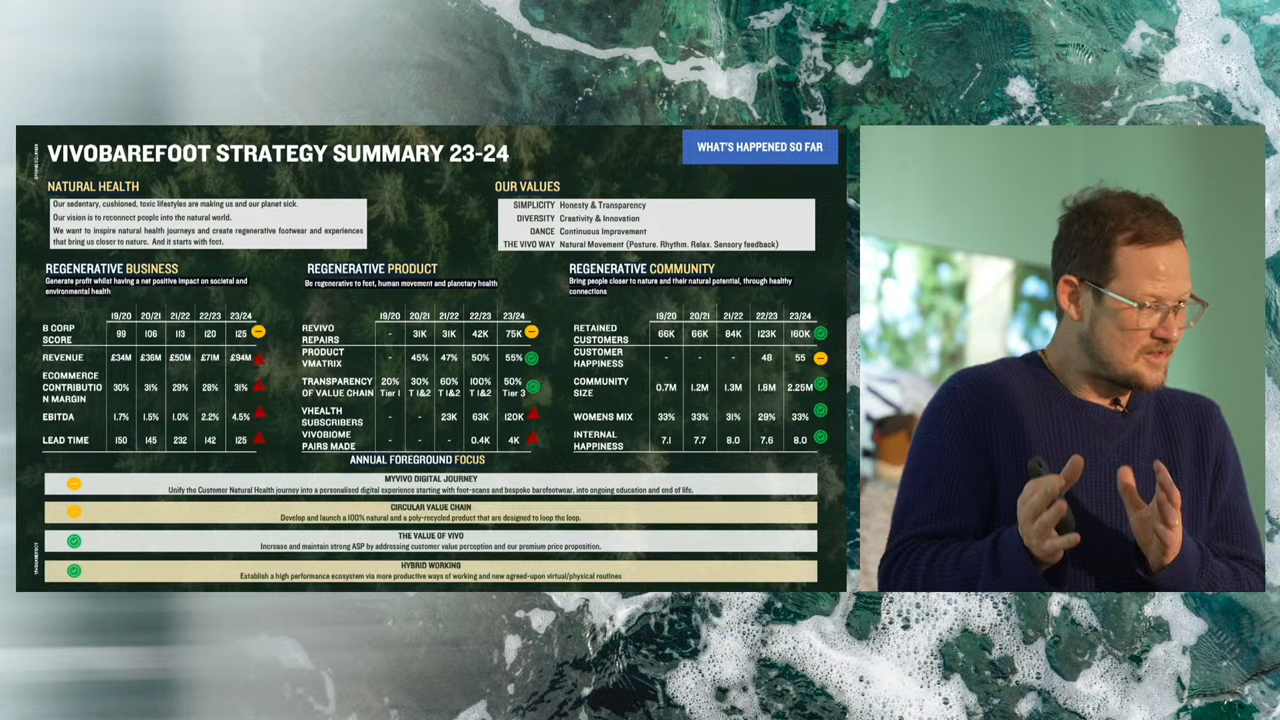 VIVOBAREFOOT STRATEGY SUMMARY 23-24
WHAT'S HAPPENED SO FAR
NATURAL HEALTH
Our sedentary, cushioned, toxic lifestyles are making us and our planet sick.
Our vision is to reconnect people into the natural world.
We want to inspire natural health journeys and create regenerative footwear and experiences
that bring us closer to nature. And it starts with feet.
OUR VALUES
SIMPLICITY Honesty & Transparency
DIVERSITY Creativity & Innovation
DANCE Continuous Improvement
THE VIVO WAY Natural Movement (Posture. Rhythm. Relax. Sensory feedback)
REGENERATIVE BUSINESS
Generate profit whilst having a net positive impact on societal and
environmental health
19/20 20/21 21/22 22/23 23/24
B CORP
SCORE 99 106 113 120 125
REVENUE £34M £36M £50M £71M £94M
ECOMMERCE
CONTRIBUTIO
N MARGIN 30% 31% 29% 28% 31%
EBITDA 1.7% 1.5% 1.0% 2.2% 4.5%
LEAD TIME 150 145 232 142 125
REGENERATIVE PRODUCT
Be regenerative to feet, human movement and planetary health
19/20 20/21 21/22 22/23 23/24
REVIVO
REPAIRS - 31K 31K 42K 75K
PRODUCT
VMATRIX - 45% 47% 50% 55%
TRANSPARENCY
OF VALUE CHAIN 20% Tier 1 30% T 1&2 60% T 1&2 100% T 1&2 50% Tier 3
VHEALTH
SUBSCRIBERS - - 23K 63K 120K
VIVOBIOME
PAIRS MADE - - - 0.4K 4K
REGENERATIVE COMMUNITY
Bring people closer to nature and their natural potential, through healthy
connections
19/20 20/21 21/22 22/23 23/24
RETAINED
CUSTOMERS 66K 66K 84K 123K 160K
CUSTOMER
HAPPINESS - - - 48 55
COMMUNITY
SIZE 0.7M 1.2M 1.3M 1.8M 2.25M
WOMENS MIX 33% 33% 31% 29% 33%
INTERNAL
HAPPINESS 7.1 7.7 8.0 7.6 8.0
ANNUAL FOREGROUND FOCUS
MYVIVO DIGITAL JOURNEY
Unify the Customer Natural Health journey into a personalised digital experience starting with foot-scans and bespoke barefootwear, into ongoing education and end of life.
CIRCULAR VALUE CHAIN
Develop and launch a 100% natural and a poly-recycled product that are designed to loop the loop.
THE VALUE OF VIVO
Increase and maintain strong ASP by addressing customer value perception and our premium price proposition.
HYBRID WORKING
Establish a high performance ecosystem via more productive ways of working and new agreed-upon virtual/physical routines